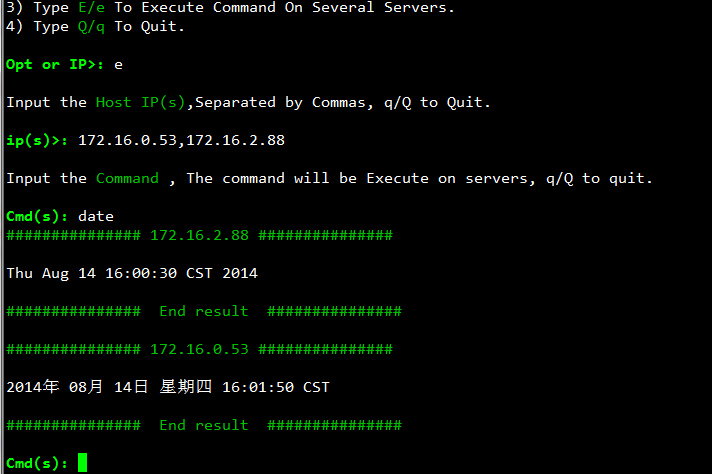 3) Type E/e To Execute Command On Several Servers.
4) Type Q/q To Quit.
Opt or IP>: e
Input the Host IP(s),Separated by Commas, q/Q to Quit.
ip(s)>: 172.16.0.53,172.16.2.88
Input the Command , The command will be Execute on servers, q/Q to quit.
Cmd(s): date
############### 172.16.2.88 ###############
Thu Aug 14 16:00:30 CST 2014
###############  End result  ###############
############### 172.16.0.53 ###############
2014年 08月 14日 星期四 16:01:50 CST
###############  End result  ###############
Cmd(s):